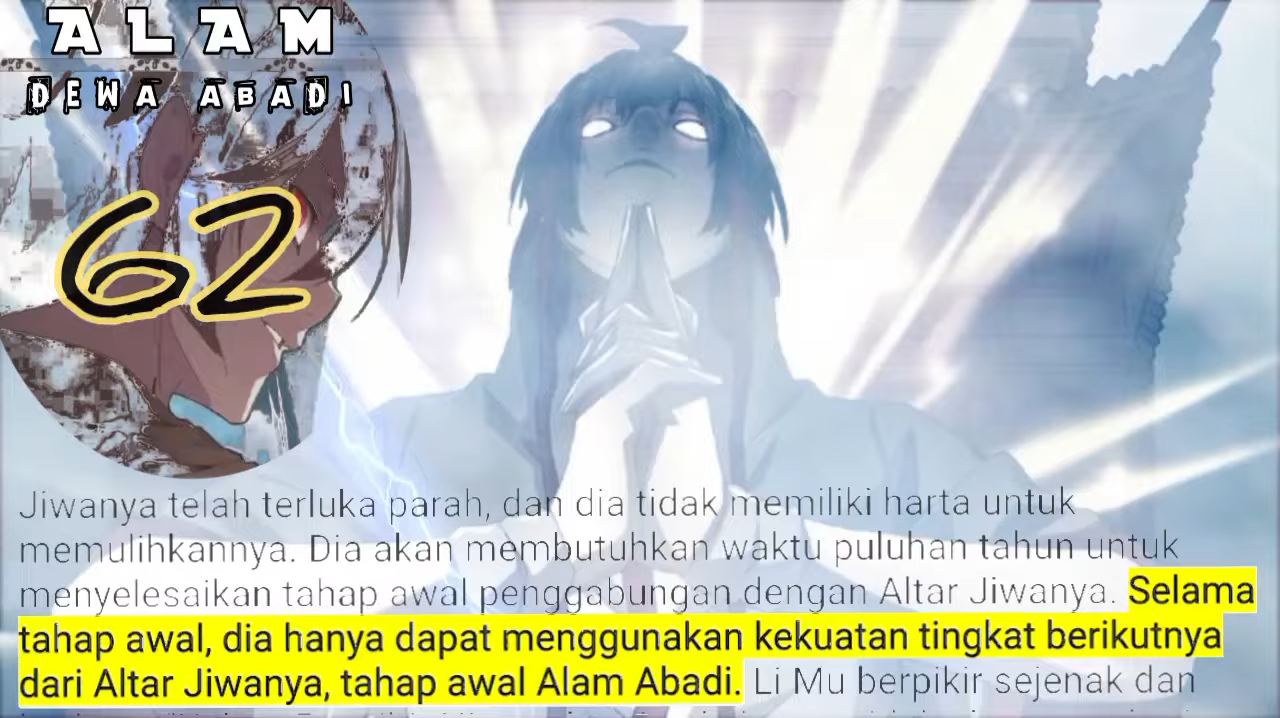 ALAM
DEWA ABADI
62
Jiwanya telah terluka parah, dan dia tidak memiliki harta untuk
memulihkannya. Dia akan membutuhkan waktu puluhan tahun untuk
menyelesaikan tahap awal penggabungan dengan Altar Jiwanya. Selama
tahap awal, dia hanya dapat menggunakan kekuatan tingkat berikutnya
dari Altar Jiwanya, tahap awal Alam Abadi. Li Mu berpikir sejenak dan